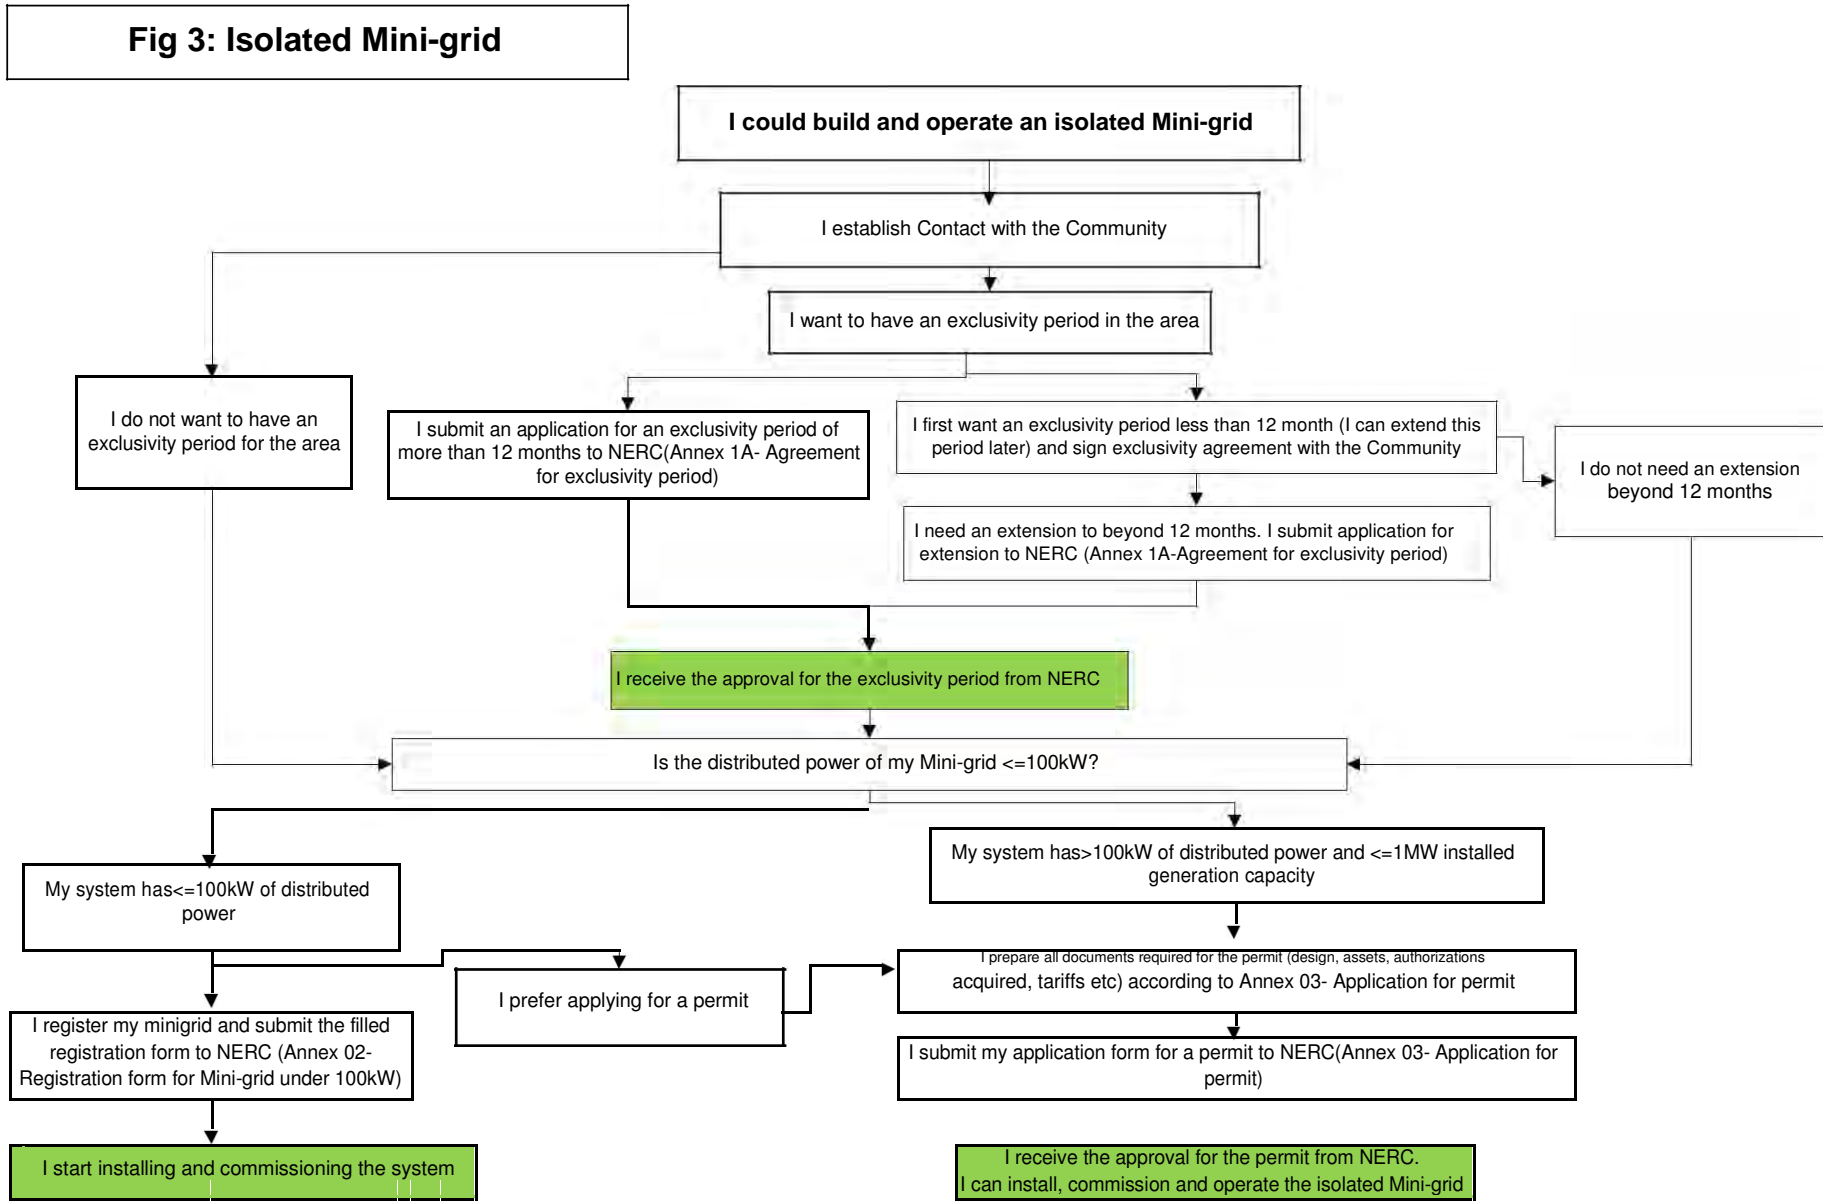 Fig 3: Isolated Mini-grid
I could build and operate an isolated Mini-grid
I establish Contact with the Community
I want to have an exclusivity period in the area
I do not want to have an
exclusivity period for the area
I submit an application for an exclusivity period of
more than 12 months to NERC(Annex 1A- Agreement
for exclusivity period)
I first want an exclusivity period less than 12 month (I can extend this
period later) and sign exclusivity agreement with the Community
I do not need an extension
beyond 12 months
I need an extension to beyond 12 months. I submit application for
extension to NERC (Annex 1A-Agreement for exclusivity period)
I receive the approval for the exclusivity period from NERC
Is the distributed power of my Mini-grid <=100kW?
My system has<=100kW of distributed
power
My system has>100kW of distributed power and <=1MW installed
generation capacity
I prefer applying for a permit
I prepare all documents required for the permit (design, assets, authorizations
acquired, tariffs etc) according to Annex 03- Application for permit
I register my minigrid and submit the filled
registration form to NERC (Annex 02-
Registration form for Mini-grid under 100kW)
I submit my application form for a permit to NERC(Annex 03- Application for
permit)
I start installing and commissioning the system
I receive the approval for the permit from NERC.
I can install, commission and operate the isolated Mini-grid